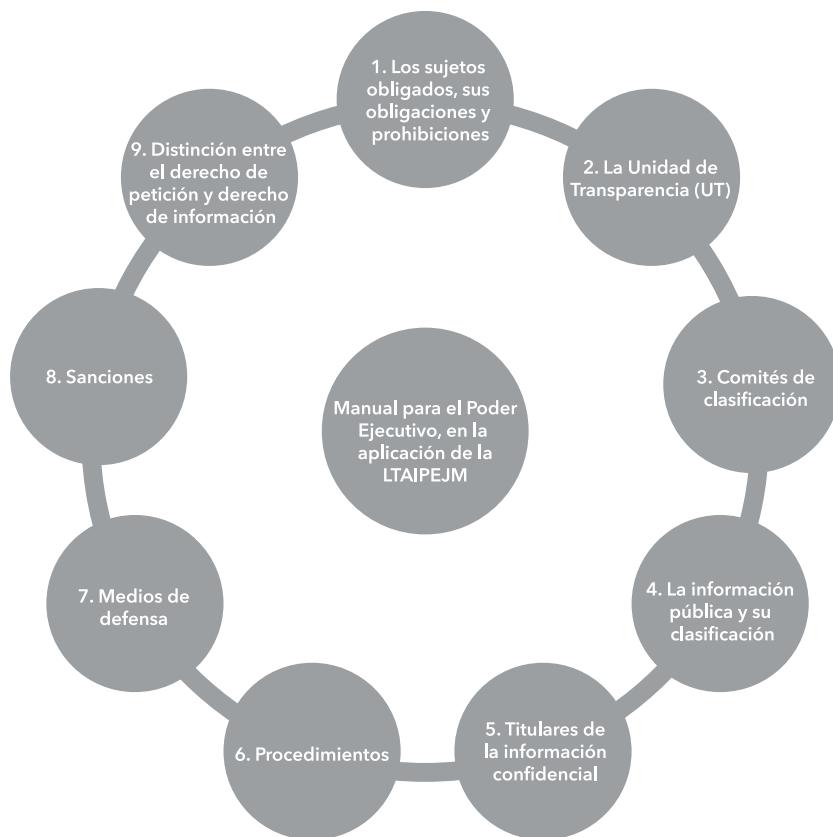 1. Los sujetos
obligados, sus
obligaciones y
prohibiciones
2. La Unidad de
Transparencia (UT)
3. Comités de
clasificación
4. La información
pública y su
clasificación
5. Titulares de
la información
confidencial
6. Procedimientos
7. Medios de
defensa
8. Sanciones
9. Distinción entre
el derecho de
petición y derecho
de información
Manual para el Poder
Ejecutivo, en la
aplicación de la
LTAIPEJM